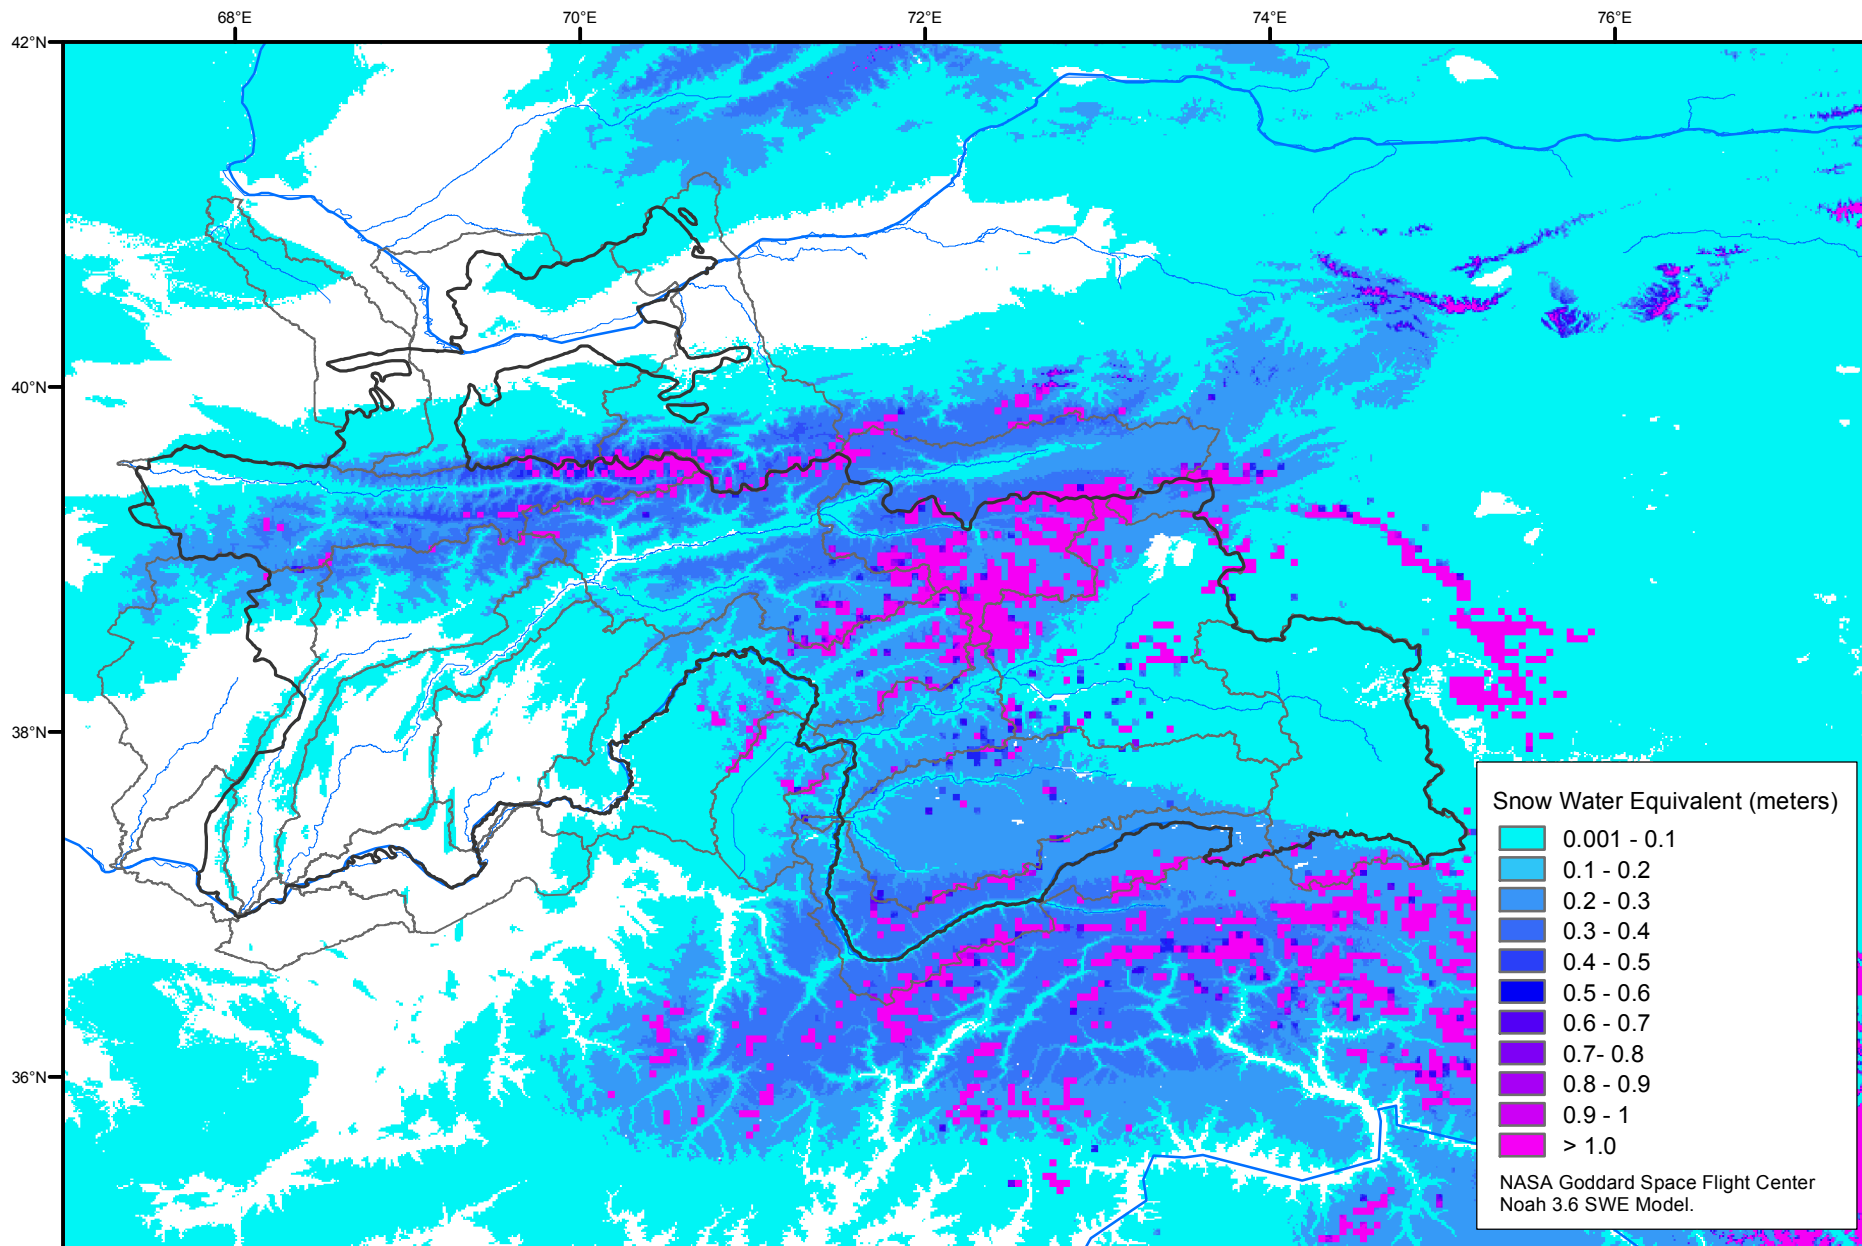 68°E
70°E
72°E
74°E
76°E
42°N
40°N
38°N
36°N
Snow Water Equivalent (meters)
0.001 - 0.1
0.1 - 0.2
0.2 - 0.3
0.3 - 0.4
0.4 - 0.5
0.5 - 0.6
0.6 - 0.7
0.7- 0.8
0.8 - 0.9
0.9 - 1
> 1.0
NASA Goddard Space Flight Center
Noah 3.6 SWE Model.